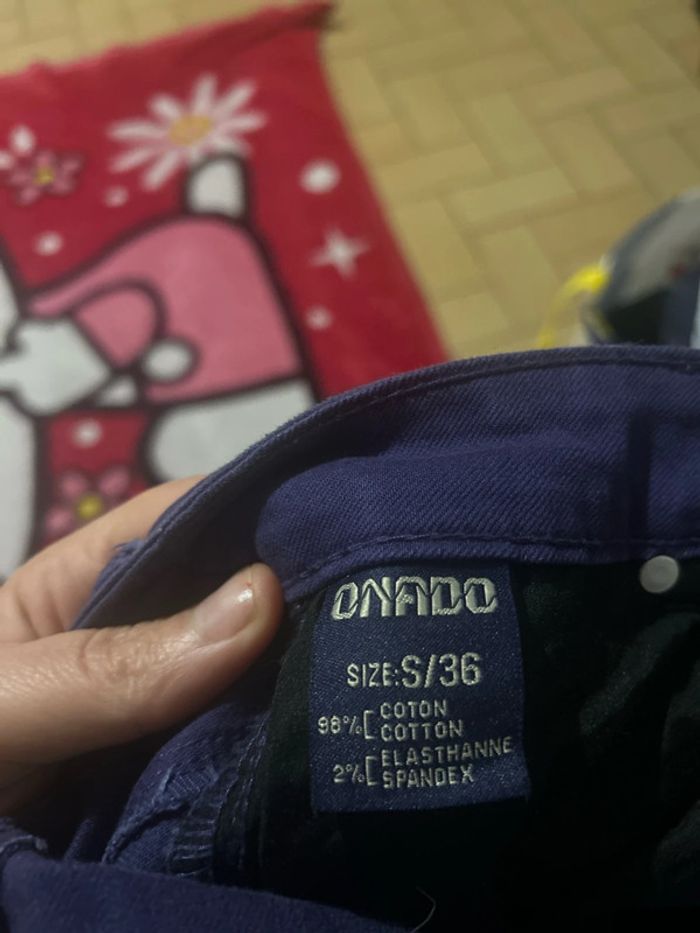 ONADO
SIZE:S/36
98%[ COTON
COTTON
2%[ ELASTHANNE
SPANDEX